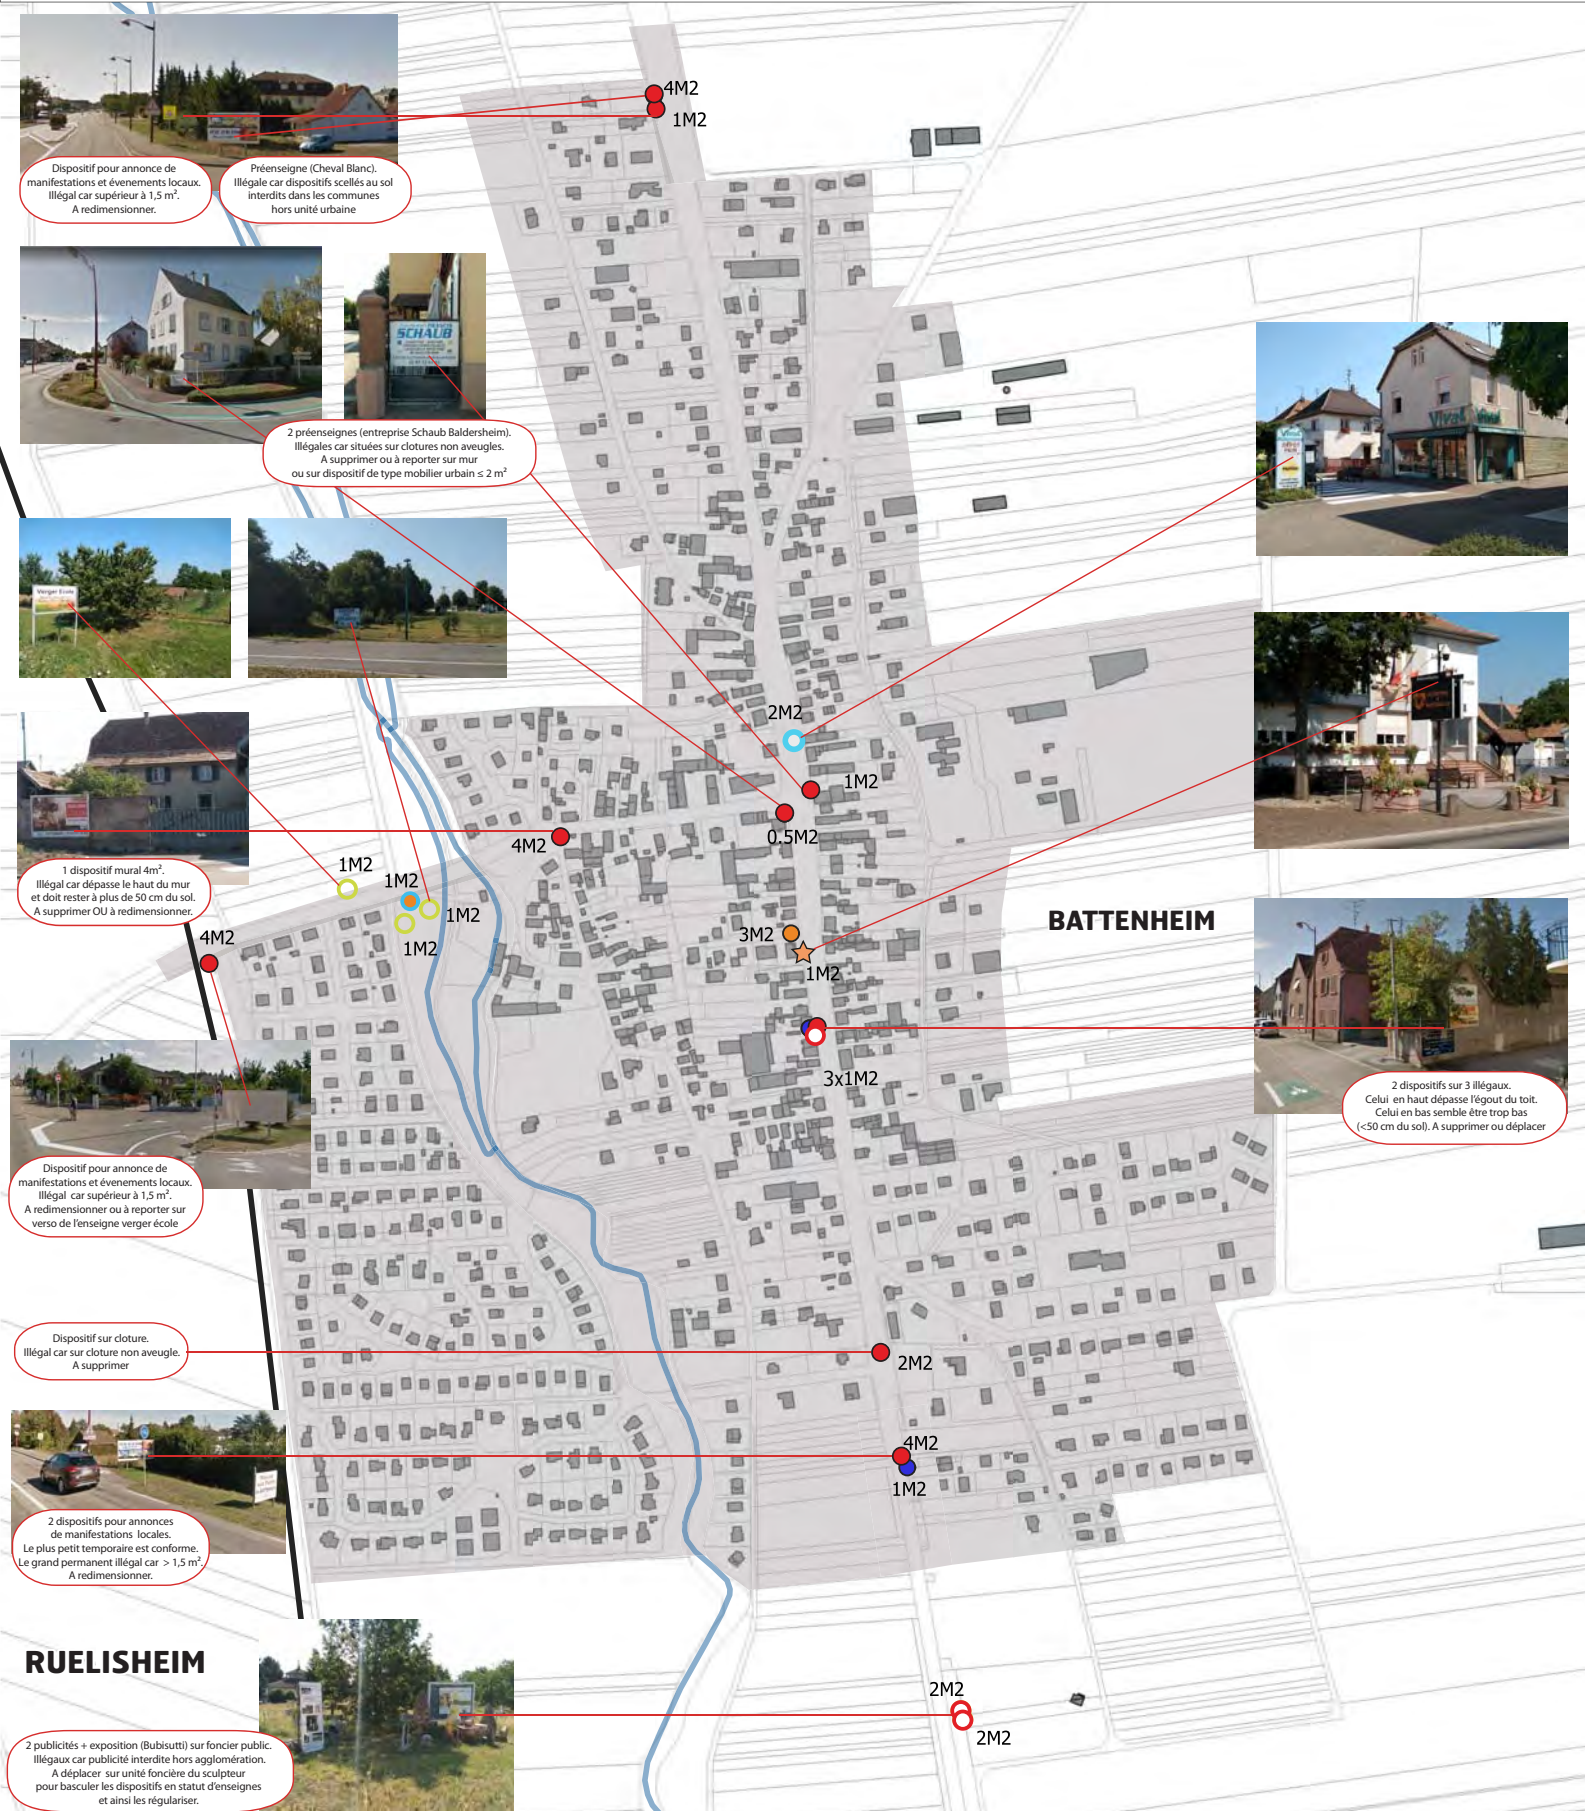 4M2
1M2
Dispositif pour annonce de
manifestations et évenements locaux.
Illégal car supérieur à 1,5 m².
A redimensionner.
Préenseigne (Cheval Blanc).
Illégale car dispositifs scellés au sol
interdits dans les communes
hors unité urbaine
SCHAUB
2 préenseignes (entreprise Schaub Baldersheim).
Illégales car situées sur clotures non aveugles.
A supprimer ou à reporter sur mur
ou sur dispositif de type mobilier urbain ≤ 2 m²
Vival
Verger Ecole
2M2
1M2
0.5M2
4M2
1 dispositif mural 4m².
Illégal car dépasse le haut du mur
et doit rester à plus de 50 cm du sol.
A supprimer OU à redimensionner.
1M2
1M2
1M2
1M2
4M2
BATTENHEIM
3M2
1M2
3x1M2
2 dispositifs sur 3 illégaux.
Celui en haut dépasse l'égout du toit.
Celui en bas semble être trop bas
(<50 cm du sol). A supprimer ou déplacer
Dispositif pour annonce de
manifestations et évenements locaux.
Illégal car supérieur à 1,5 m².
A redimensionner ou à reporter sur
verso de l'enseigne verger école
Dispositif sur cloture.
Illégal car sur cloture non aveugle.
A supprimer
2M2
4M2
1M2
2 dispositifs pour annonces
de manifestations locales.
Le plus petit temporaire est conforme.
Le grand permanent illégal car > 1,5 m².
A redimensionner.
RUELISHEIM
2M2
2M2
2 publicités + exposition (Bubisutti) sur foncier public.
Illégaux car publicité interdite hors agglomération.
A déplacer sur unité foncière du sculpteur
pour basculer les dispositifs en statut d'enseignes
et ainsi les régulariser.